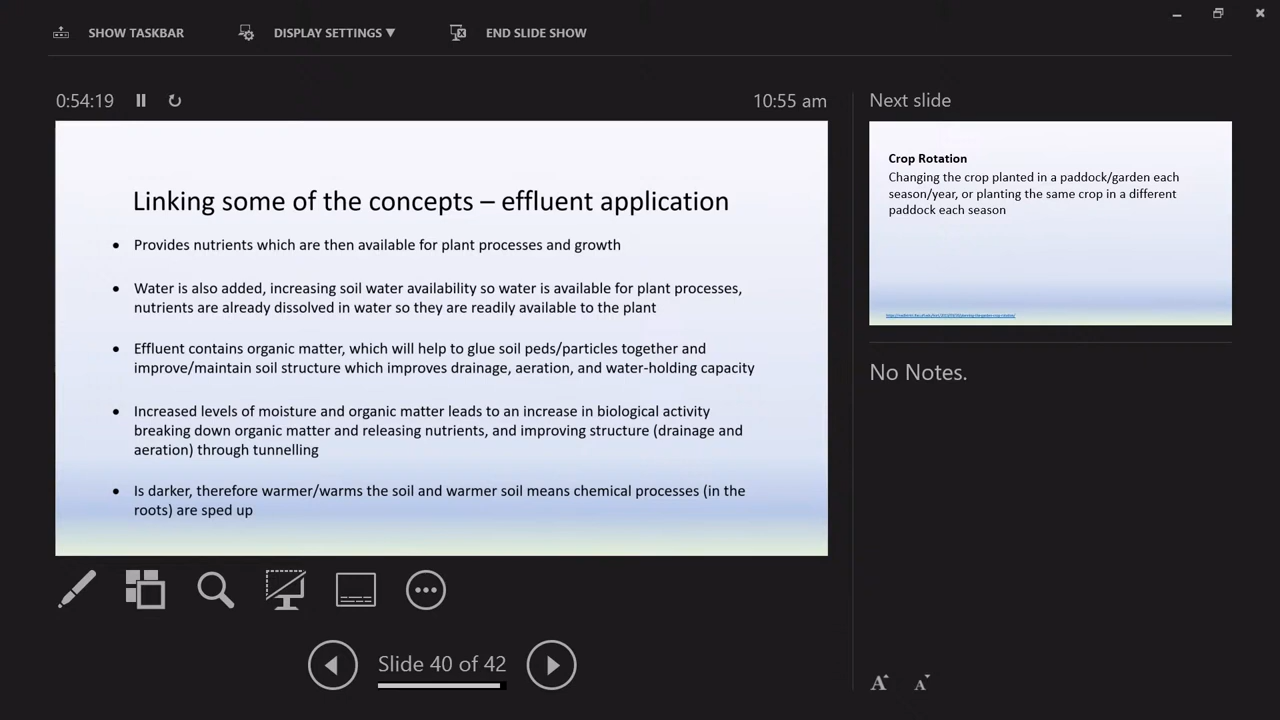 SHOW TASKBAR
DISPLAY SETTINGS ▼
END SLIDE SHOW
0:54:19
10:55 am
Linking some of the concepts – effluent application
• Provides nutrients which are then available for plant processes and growth
• Water is also added, increasing soil water availability so water is available for plant processes,
nutrients are already dissolved in water so they are readily available to the plant
• Effluent contains organic matter, which will help to glue soil peds/particles together and
improve/maintain soil structure which improves drainage, aeration, and water-holding capacity
• Increased levels of moisture and organic matter leads to an increase in biological activity
breaking down organic matter and releasing nutrients, and improving structure (drainage and
aeration) through tunnelling
• Is darker, therefore warmer/warms the soil and warmer soil means chemical processes (in the
roots) are sped up
Slide 40 of 42
Next slide
Crop Rotation
Changing the crop planted in a paddock/garden each
season/year, or planting the same crop in a different
paddock each season
No Notes.
A A